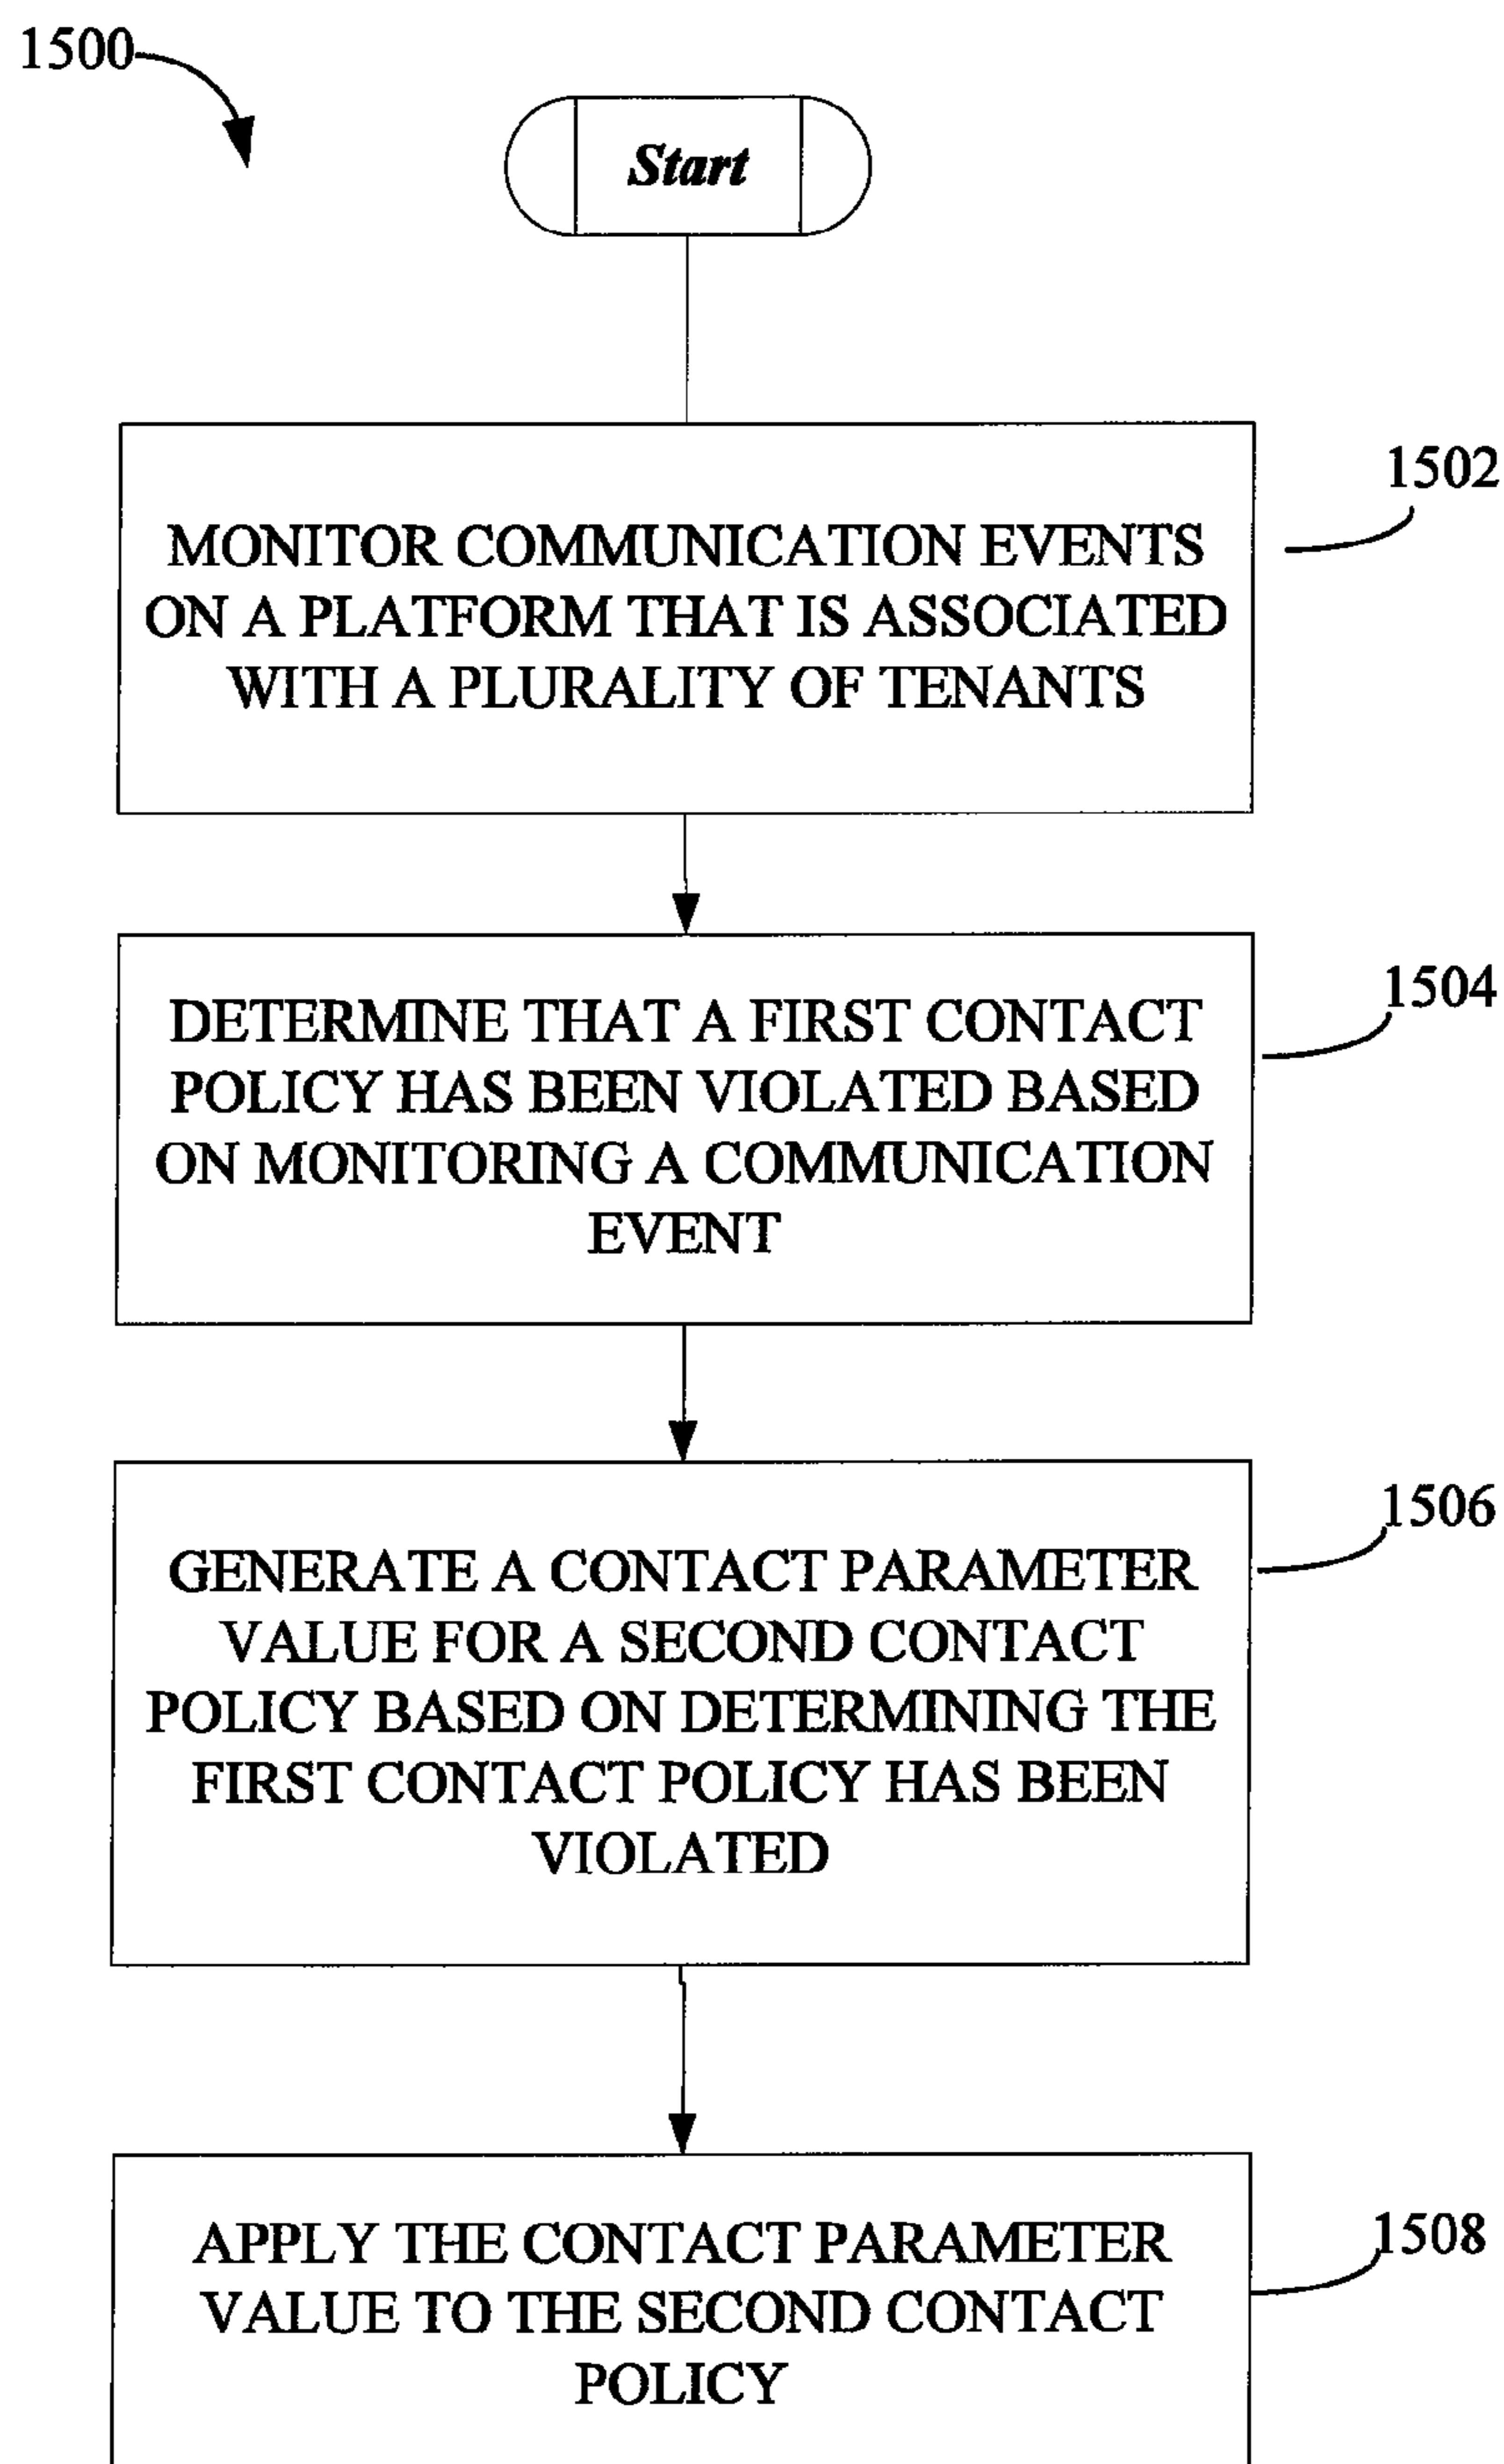 1500
Start
1502
MONITOR COMMUNICATION EVENTS
ON A PLATFORM THAT IS ASSOCIATED
WITH A PLURALITY OF TENANTS
1504
DETERMINE THAT A FIRST CONTACT
POLICY HAS BEEN VIOLATED BASED
ON MONITORING A COMMUNICATION
EVENT
1506
GENERATE A CONTACT PARAMETER
VALUE FOR A SECOND CONTACT
POLICY BASED ON DETERMINING THE
FIRST CONTACT POLICY HAS BEEN
VIOLATED
1508
APPLY THE CONTACT PARAMETER
VALUE TO THE SECOND CONTACT
POLICY